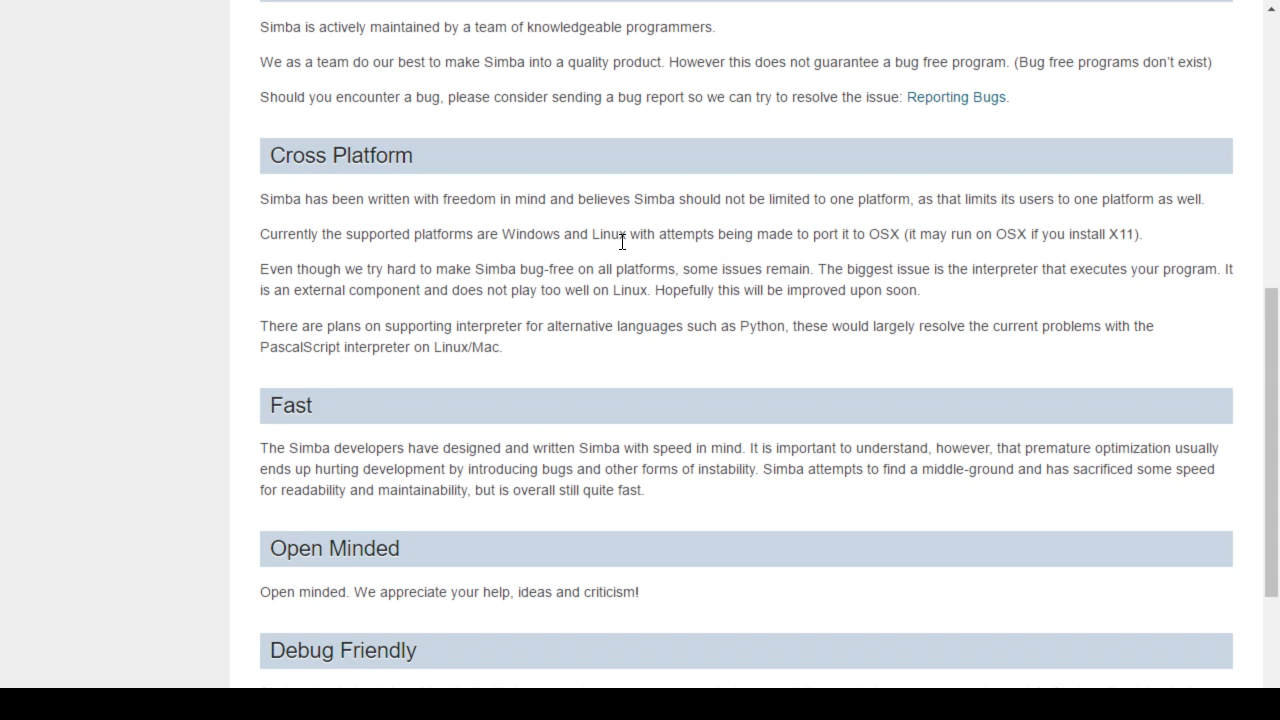 Simba is actively maintained by a team of knowledgeable programmers.
We as a team do our best to make Simba into a quality product. However this does not guarantee a bug free program. (Bug free programs don’t exist)
Should you encounter a bug, please consider sending a bug report so we can try to resolve the issue: Reporting Bugs.
Cross Platform
Simba has been written with freedom in mind and believes Simba should not be limited to one platform, as that limits its users to one platform as well.
Currently the supported platforms are Windows and Linux with attempts being made to port it to OSX (it may run on OSX if you install X11).
Even though we try hard to make Simba bug-free on all platforms, some issues remain. The biggest issue is the interpreter that executes your program. It
is an external component and does not play too well on Linux. Hopefully this will be improved upon soon.
There are plans on supporting interpreter for alternative languages such as Python, these would largely resolve the current problems with the
PascalScript interpreter on Linux/Mac.
Fast
The Simba developers have designed and written Simba with speed in mind. It is important to understand, however, that premature optimization usually
ends up hurting development by introducing bugs and other forms of instability. Simba attempts to find a middle-ground and has sacrificed some speed
for readability and maintainability, but is overall still quite fast.
Open Minded
Open minded. We appreciate your help, ideas and criticism!
Debug Friendly